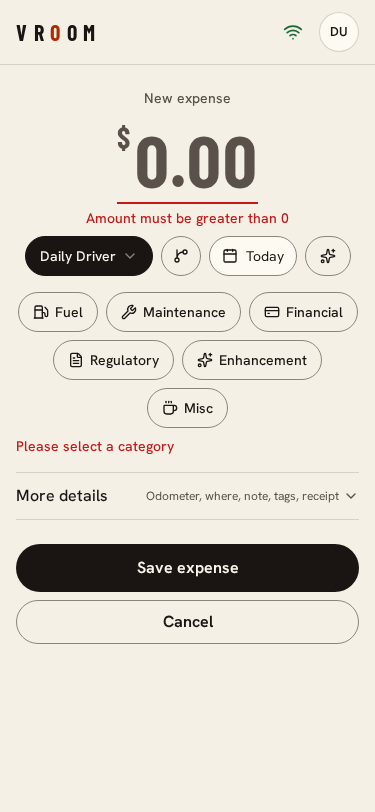 VROOM
DU
New expense
$0.00
Amount must be greater than 0
Daily Driver
Today
Fuel
Maintenance
Financial
Regulatory
Enhancement
Misc
Please select a category
More details
Odometer, where, note, tags, receipt
Save expense
Cancel